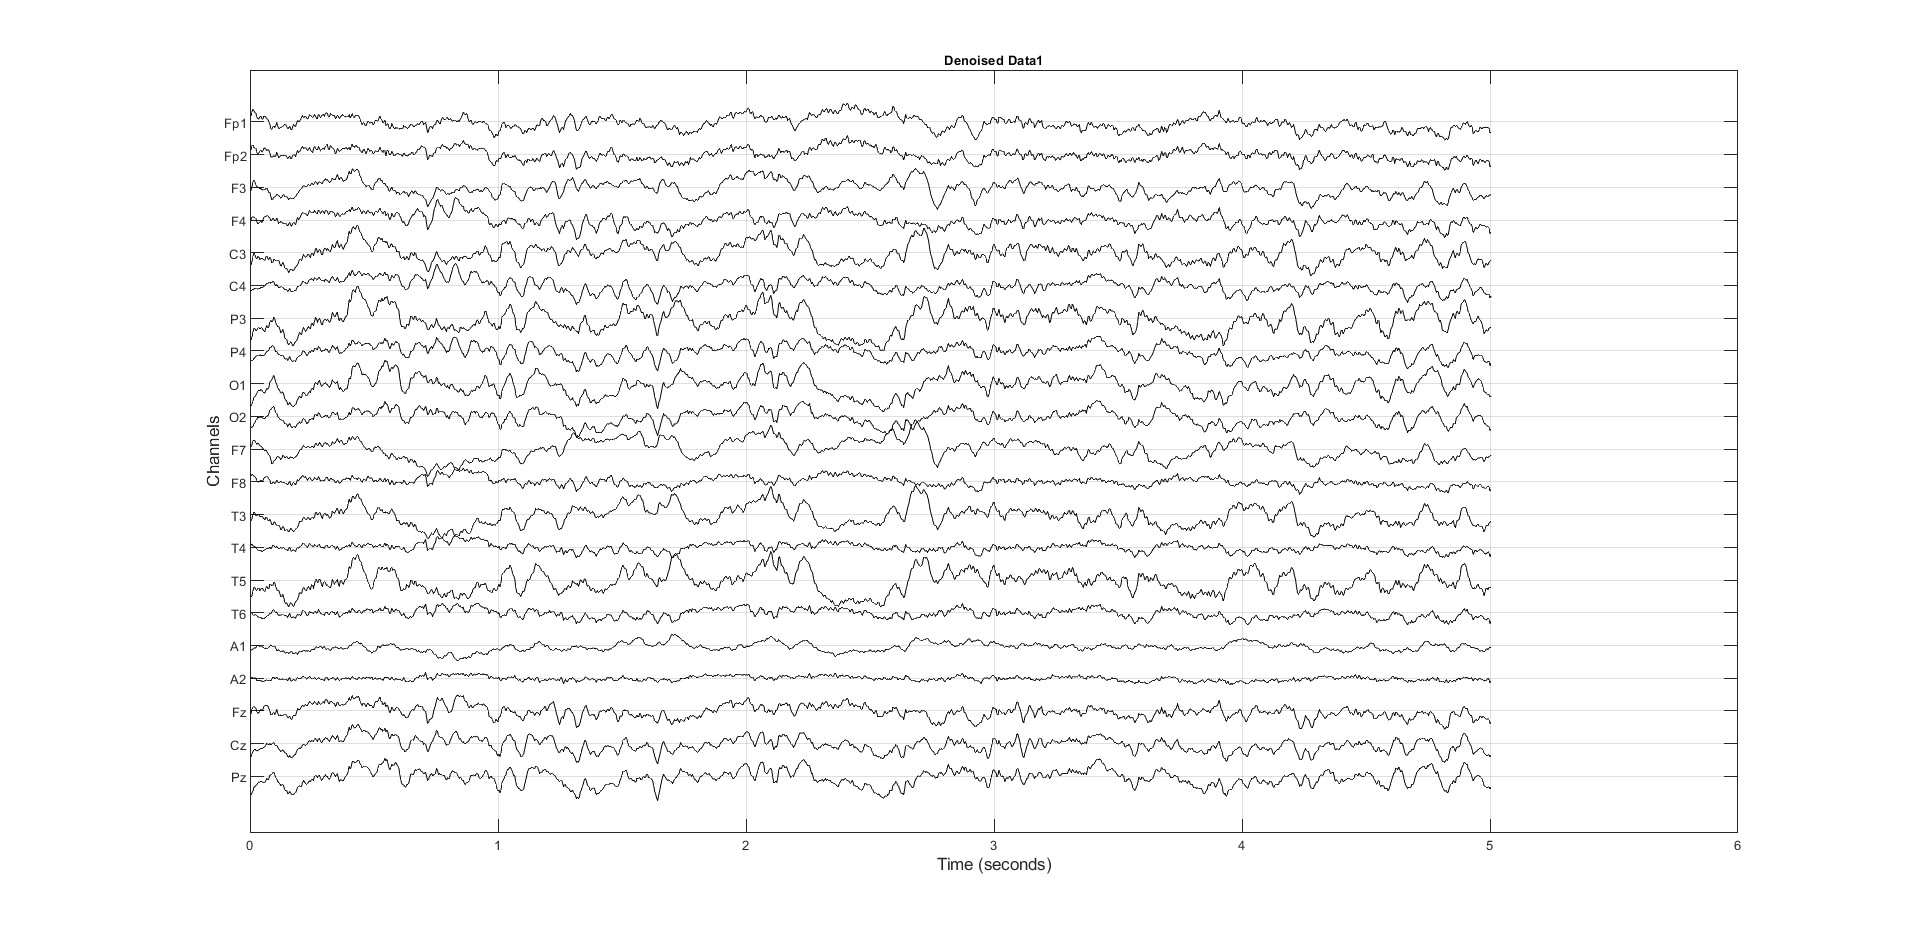 Denoised Data1
Channels
Fp1
Fp2
F3
F4
C3
C4
P3
P4
O1
O2
F7
F8
T3
T4
T5
T6
A1
A2
Fz
Cz
Pz
0 1 2 3 4 5 6
Time (seconds)